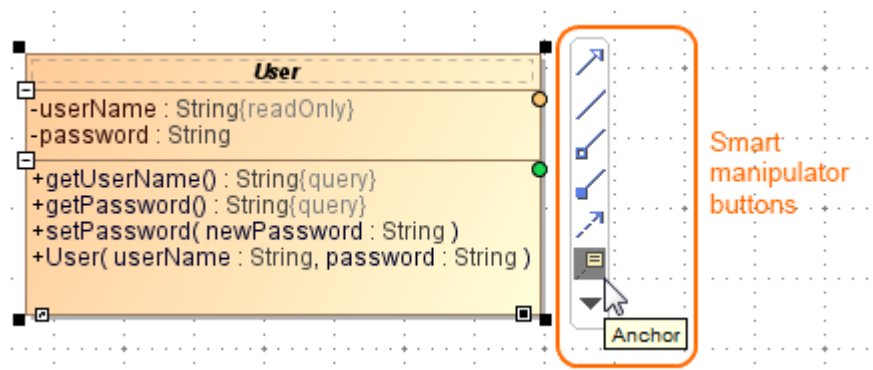 User
-userName : String{readOnly}
-password : String
+getUserName() : String{query}
+getPassword() : String{query}
+setPassword( newPassword : String )
+User( userName : String, password : String )
Anchor
Smart
manipulator
buttons